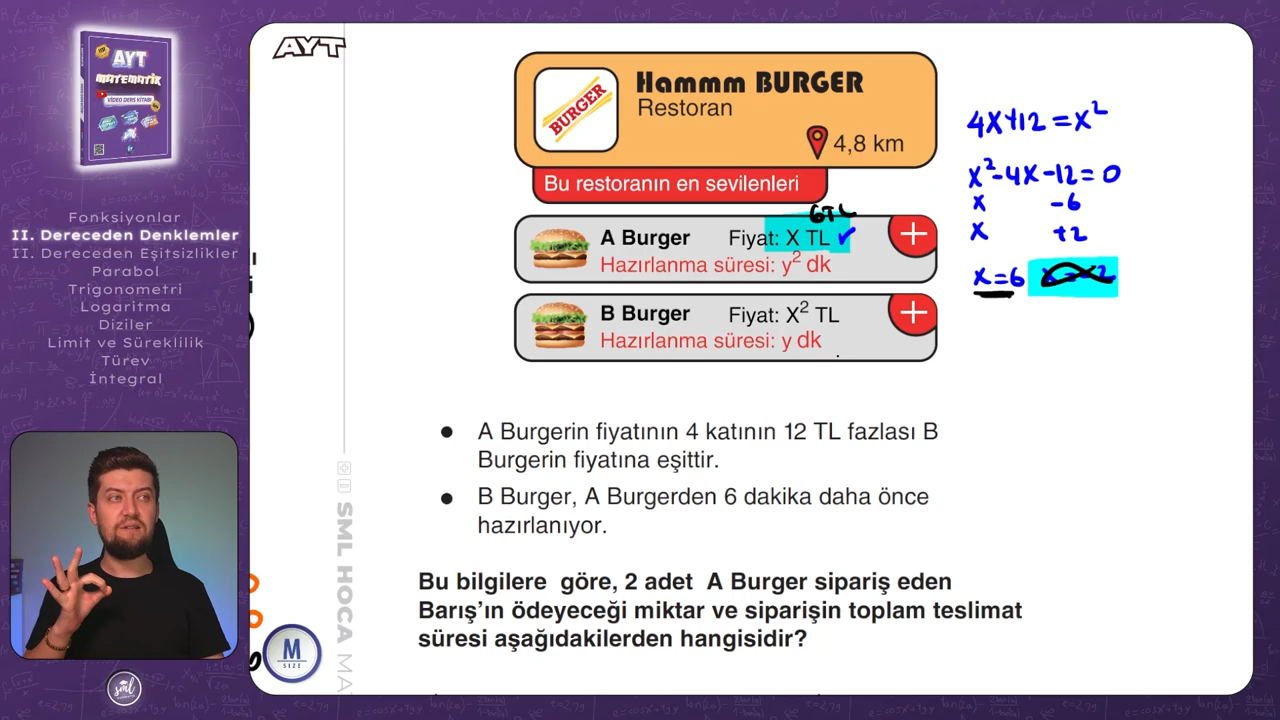 AYT
MATEMATİK
VİDEO DERS KİTABI
Fonksiyonlar
II. Dereceden Denklemler
II. Dereceden Eşitsizlikler
Parabol
Trigonometri
Logaritma
Diziler
Limit ve Süreklilik
Türev
İntegral
sml
AYT
SML HOCA MA
M
SIZE
BURGER
Hammm BURGER
Restoran
4,8 km
Bu restoranın en sevilenleri
6TL
A Burger Fiyat: X TL ✓
Hazırlanma süresi: y² dk
B Burger Fiyat: X² TL
Hazırlanma süresi: y dk
4x+12=x²
x²-4x-12=0
x -6
x +2
x=6 x=-2
● A Burgerin fiyatının 4 katının 12 TL fazlası B
Burgerin fiyatına eşittir.
● B Burger, A Burgerden 6 dakika daha önce
hazırlanıyor.
Bu bilgilere göre, 2 adet A Burger sipariş eden
Barış'ın ödeyeceği miktar ve siparişin toplam teslimat
süresi aşağıdakilerden hangisidir?